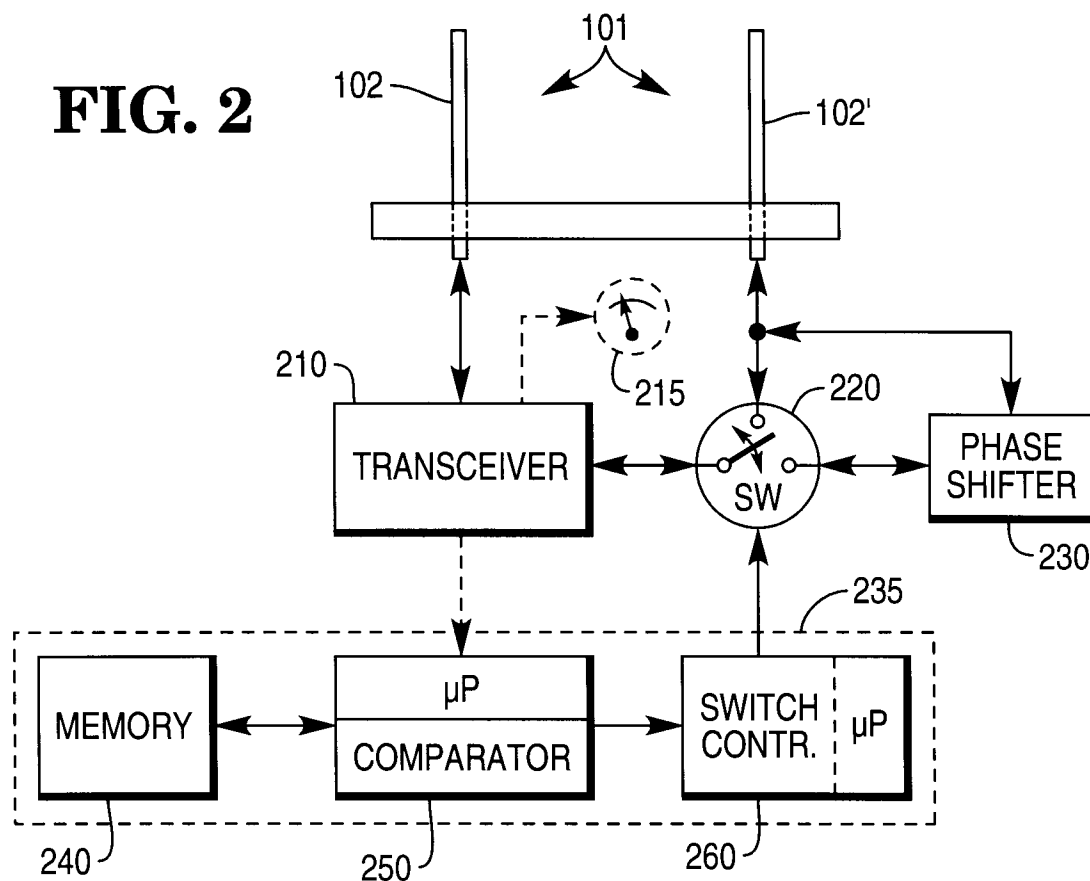 FIG. 2
101
102
102'
210
215
220
TRANSCEIVER
SW
PHASE
SHIFTER
230
235
MEMORY
µP
COMPARATOR
SWITCH
CONTR.
µP
240
250
260